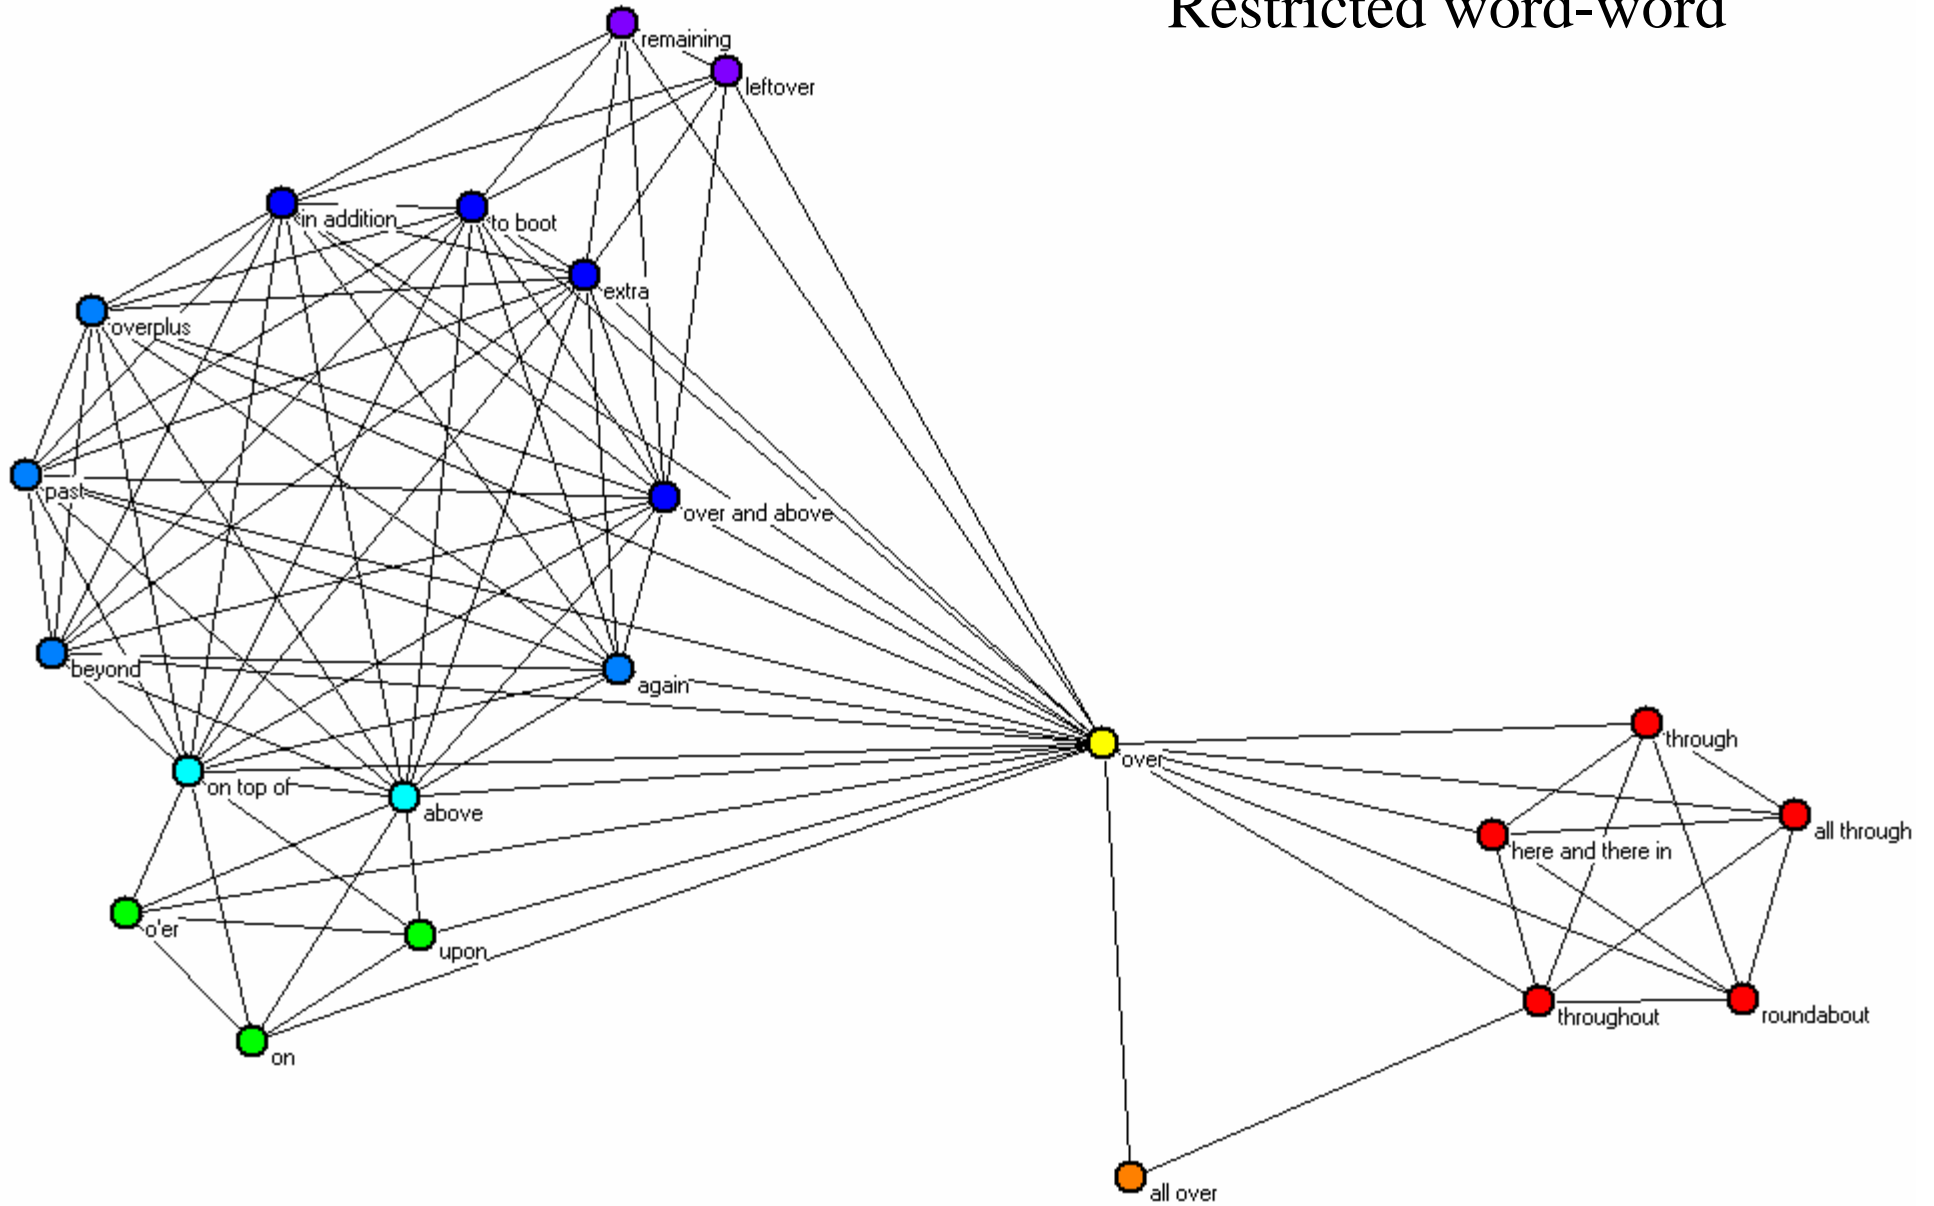 Restricted word-word
remaining
leftover
in addition
to boot
extra
overplus
past
over and above
beyond
again
on top of
above
over
through
all through
here and there in
o'er
upon
on
throughout
roundabout
all over